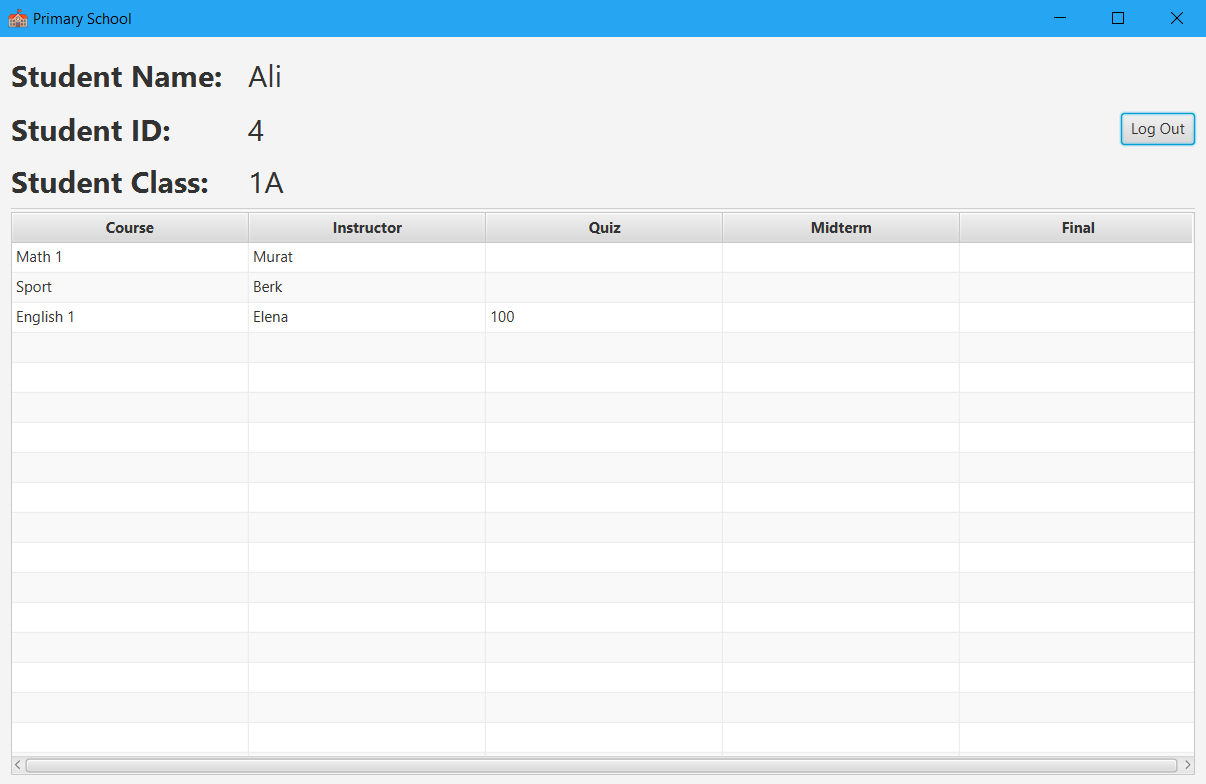 Primary School
Student Name: Ali
Student ID: 4
Log Out
Student Class: 1A
Course Instructor Quiz Midterm Final
Math 1 Murat
Sport Berk
English 1 Elena 100